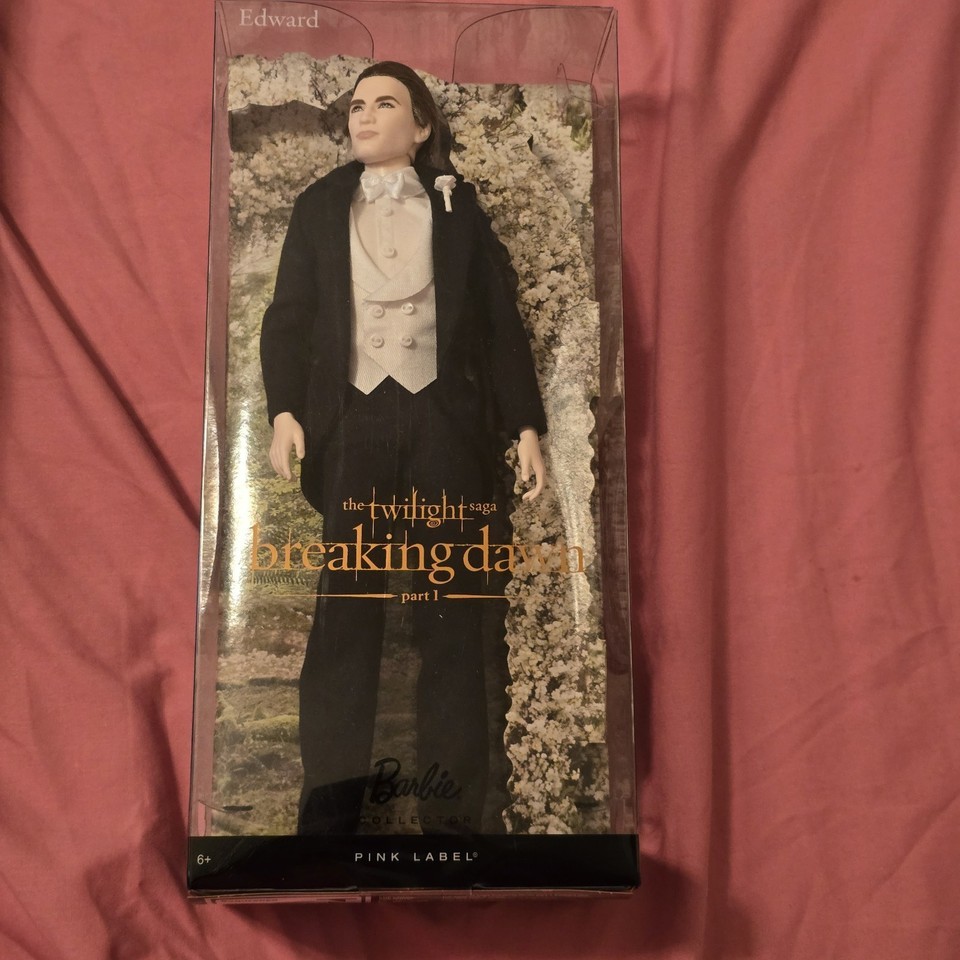 Edward
the twilight saga
breaking dawn
part 1
Barbie
COLLECTOR
6+
PINK LABEL®